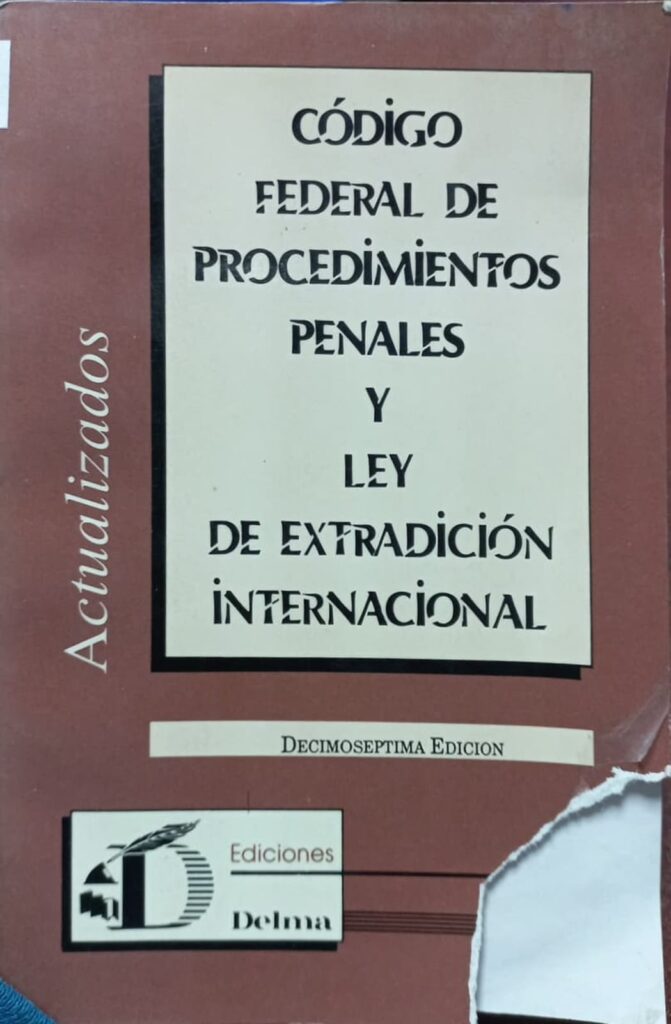 CÓDIGO
FEDERAL DE
PROCEDIMIENTOS
PENALES
Y
LEY
DE EXTRADICIÓN
INTERNACIONAL
Actualizados
DECIMOSEPTIMA EDICION
Ediciones
Delma